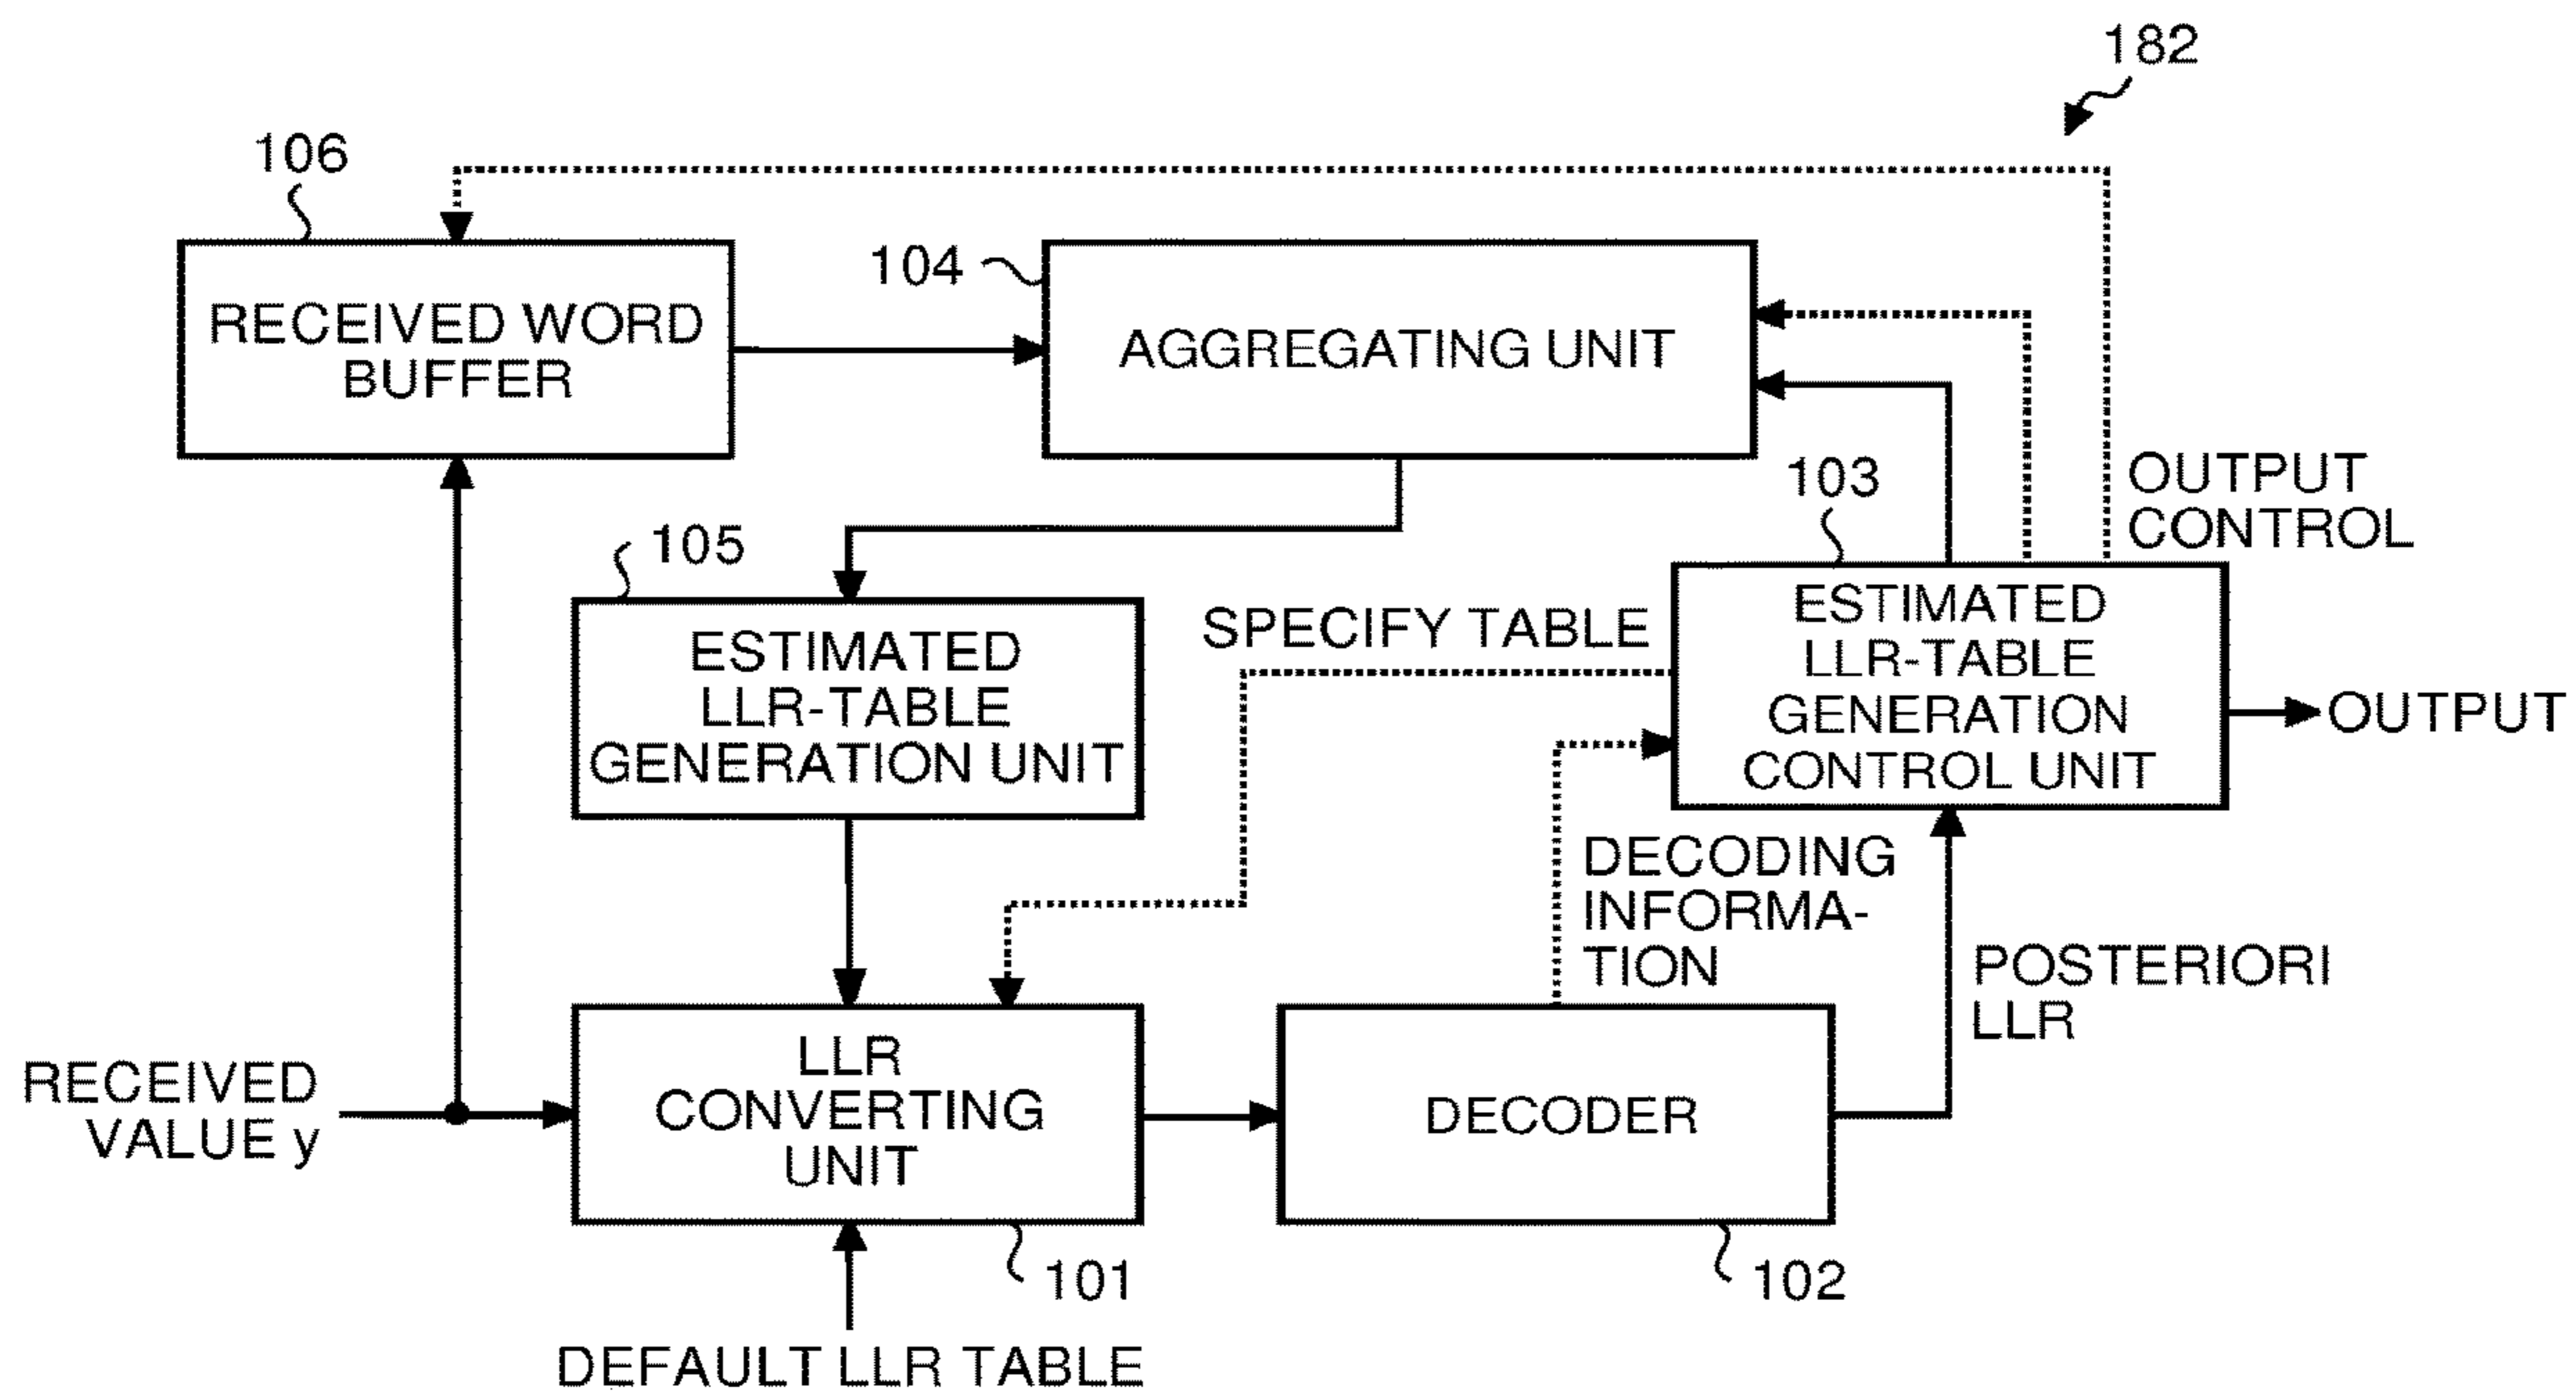 182
106
RECEIVED WORD
BUFFER
104
AGGREGATING UNIT
OUTPUT
CONTROL
103
105
ESTIMATED
LLR-TABLE
GENERATION UNIT
SPECIFY TABLE
ESTIMATED
LLR-TABLE
GENERATION
CONTROL UNIT
OUTPUT
DECODING
INFORMA-
TION
POSTERIORI
LLR
RECEIVED
VALUE y
LLR
CONVERTING
UNIT
DECODER
101
102
DEFAULT LLR TABLE